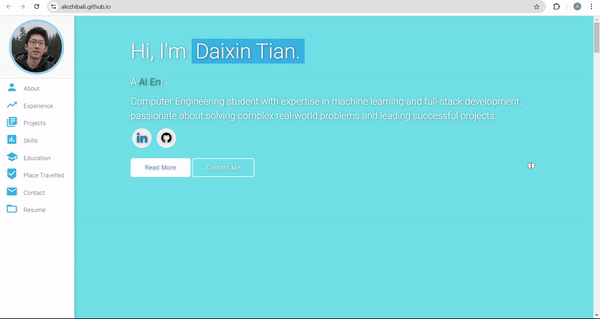 alezhibali.github.io
A
About
Experience
Projects
Skills
Education
Place Travelled
Contact
Resume
Hi, I'm Daixin Tian.
A AI En
Computer Engineering student with expertise in machine learning and full-stack development,
passionate about solving complex real-world problems and leading successful projects.
in
Read More
Contact Me